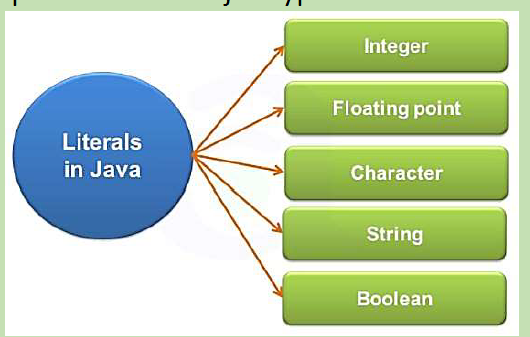 Literals
in Java
Integer
Floating point
Character
String
Boolean